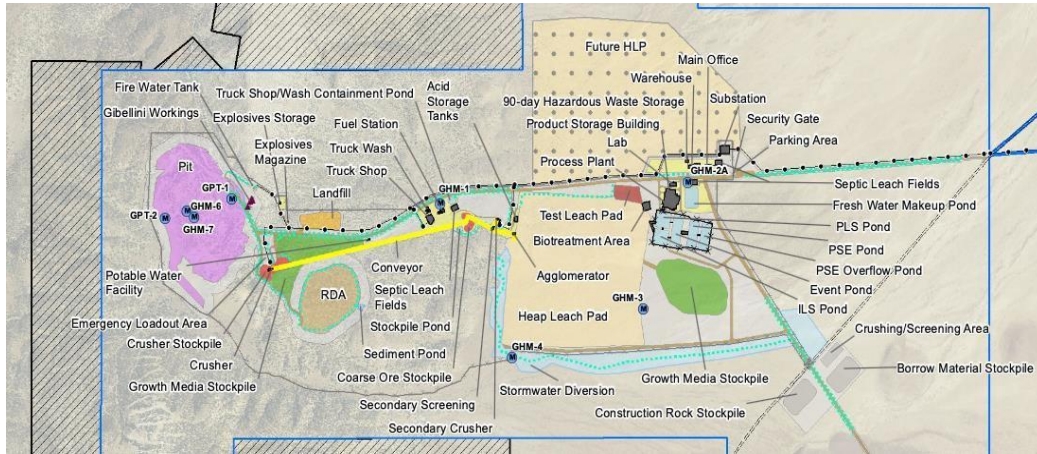 Future HLP
Main Office
Warehouse
Fire Water Tank
Truck Shop/Wash Containment Pond
Acid
Storage
Tanks
90-day Hazardous Waste Storage
Substation
Gibellini Workings
Explosives Storage
Fuel Station
Product Storage Building
Security Gate
Explosives
Magazine
Truck Wash
Lab
Parking Area
Pit
Truck Shop
Process Plant
GPT-1
Landfill
GHM-1
GHM-2A
Septic Leach Fields
GHM-6
GPT-2
GHM-7
Test Leach Pad
Fresh Water Makeup Pond
PLS Pond
Biotreatment Area
PSE Pond
Potable Water
Facility
Conveyor
Agglomerator
PSE Overflow Pond
RDA
Septic Leach
Fields
Event Pond
GHM-3
ILS Pond
Emergency Loadout Area
Stockpile Pond
Heap Leach Pad
Crusher Stockpile
Crushing/Screening Area
GHM-4
Crusher
Sediment Pond
Growth Media Stockpile
Coarse Ore Stockpile
Stormwater Diversion
Growth Media Stockpile
Borrow Material Stockpile
Secondary Screening
Construction Rock Stockpile
Secondary Crusher
M
M
M
M
M
M
M
M